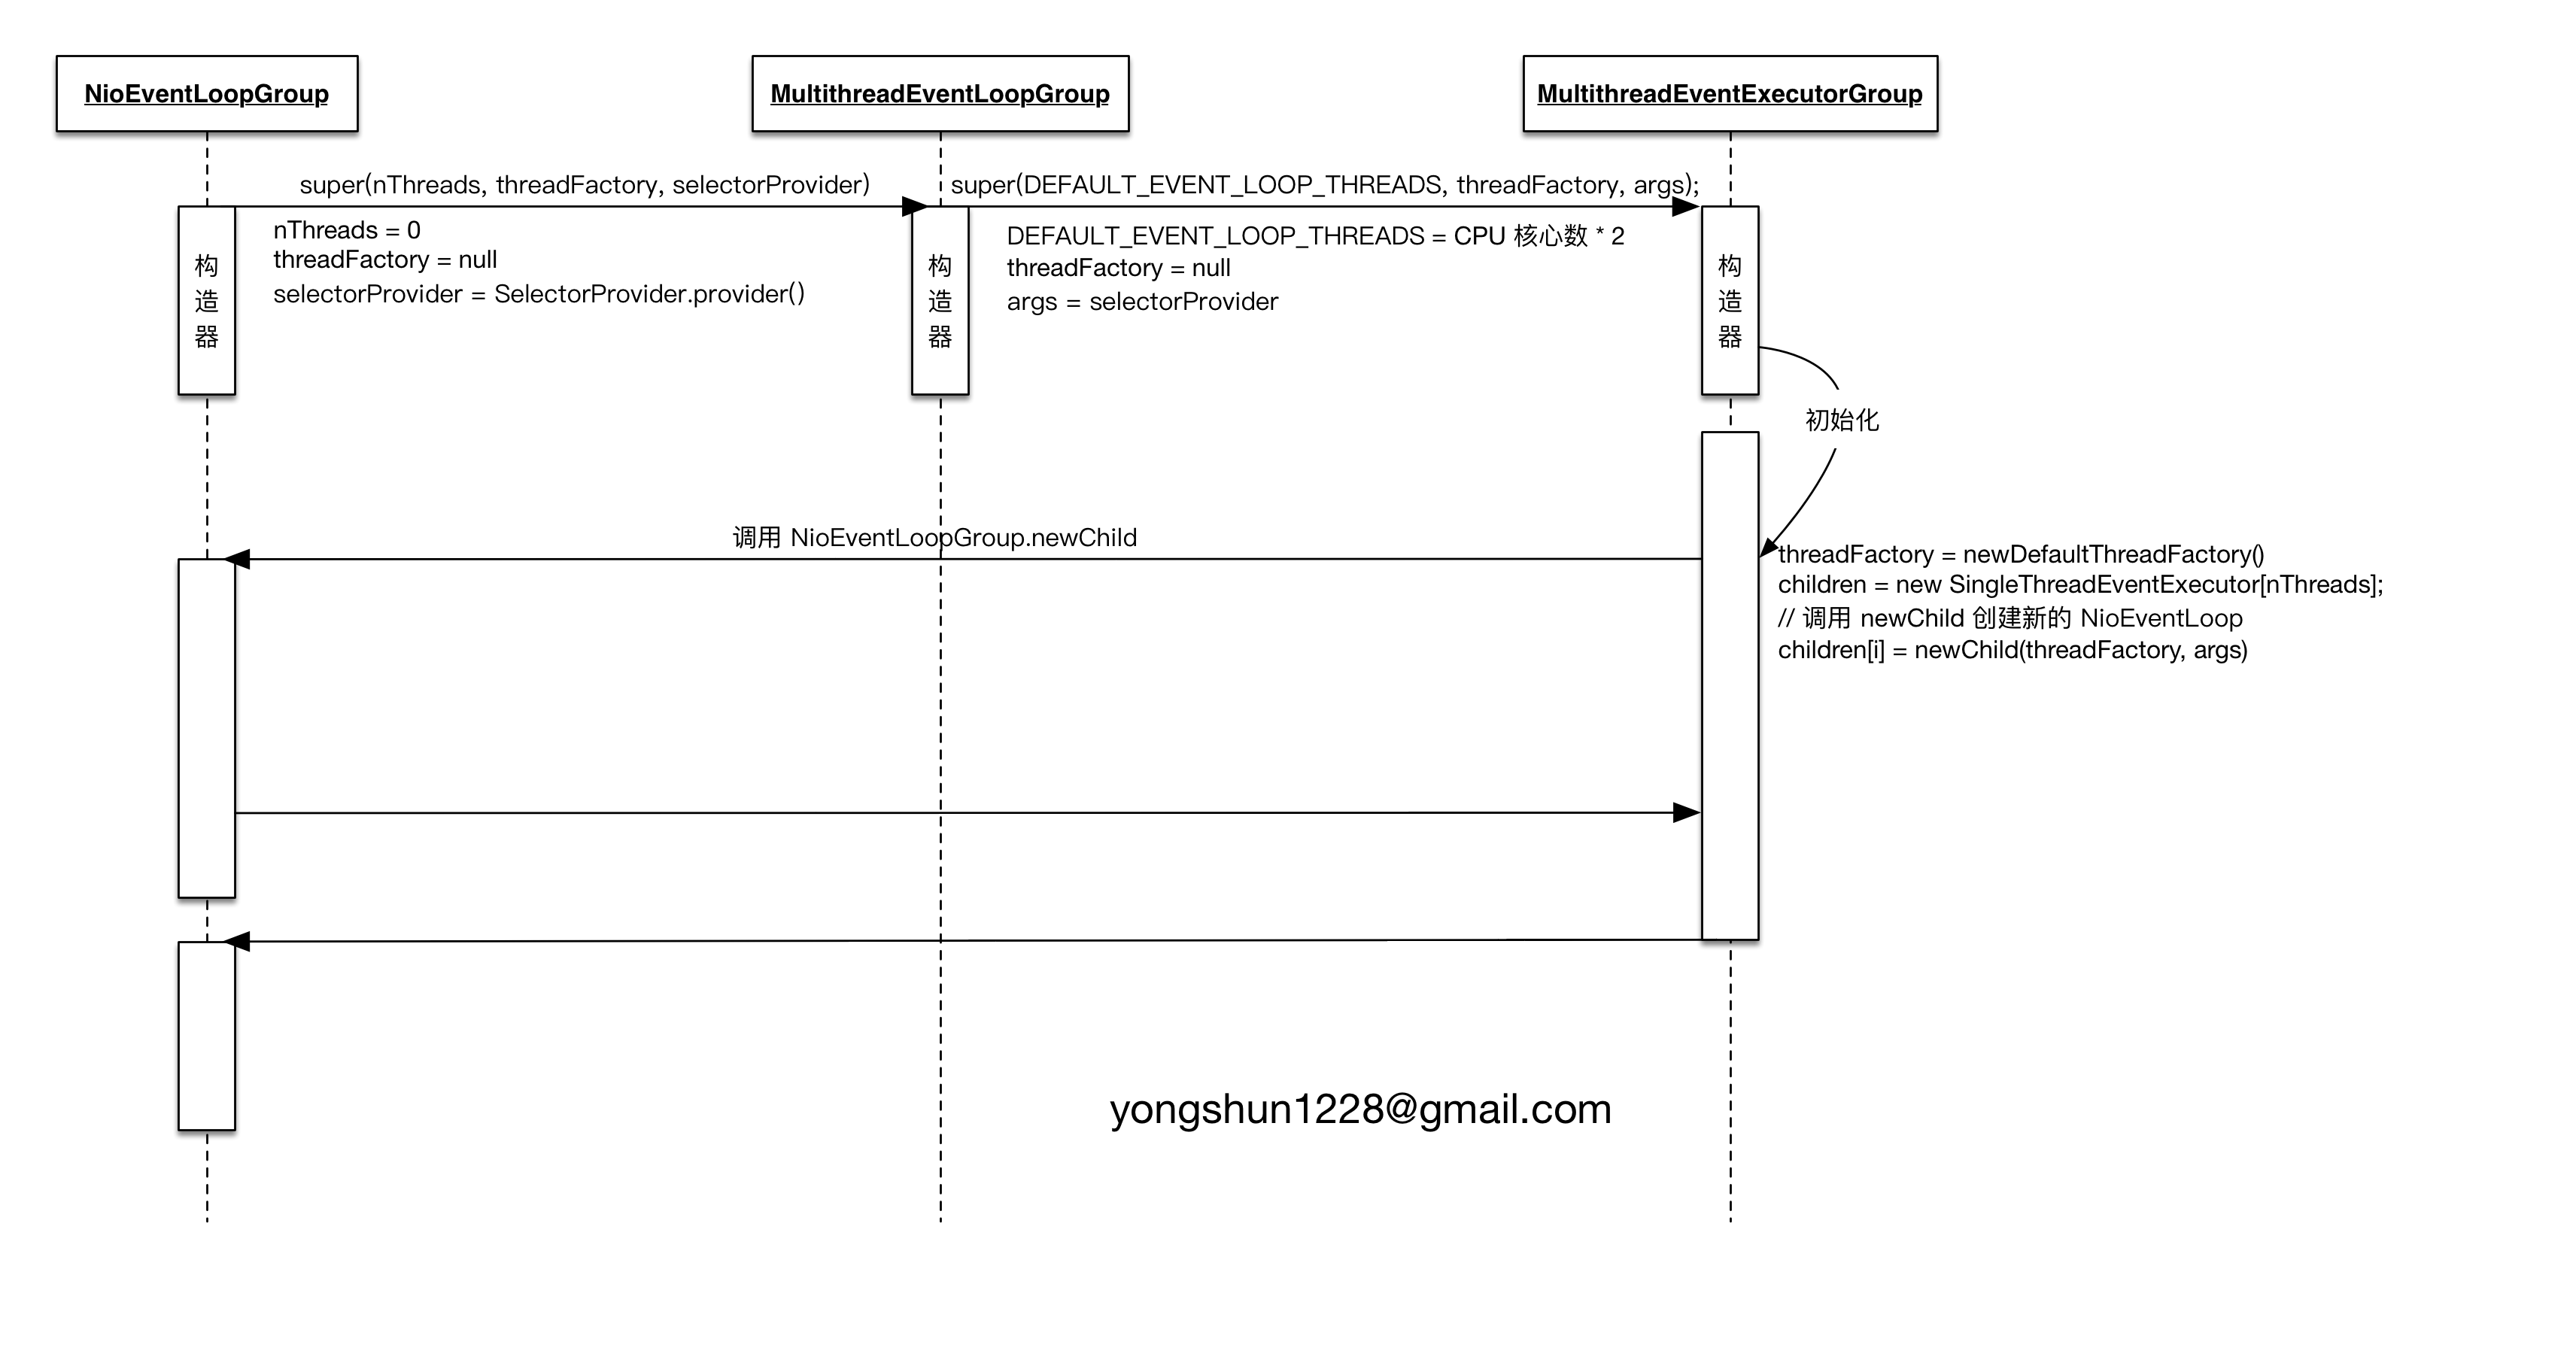 NioEventLoopGroup
MultithreadEventLoopGroup
MultithreadEventExecutorGroup
super(nThreads, threadFactory, selectorProvider)
super(DEFAULT_EVENT_LOOP_THREADS, threadFactory, args);
构
造
器
nThreads = 0
threadFactory = null
selectorProvider = SelectorProvider.provider()
构
造
器
DEFAULT_EVENT_LOOP_THREADS = CPU 核心数 * 2
threadFactory = null
args = selectorProvider
构
造
器
初始化
调用 NioEventLoopGroup.newChild
threadFactory = newDefaultThreadFactory()
children = new SingleThreadEventExecutor[nThreads];
// 调用 newChild 创建新的 NioEventLoop
children[i] = newChild(threadFactory, args)
yongshun1228@gmail.com